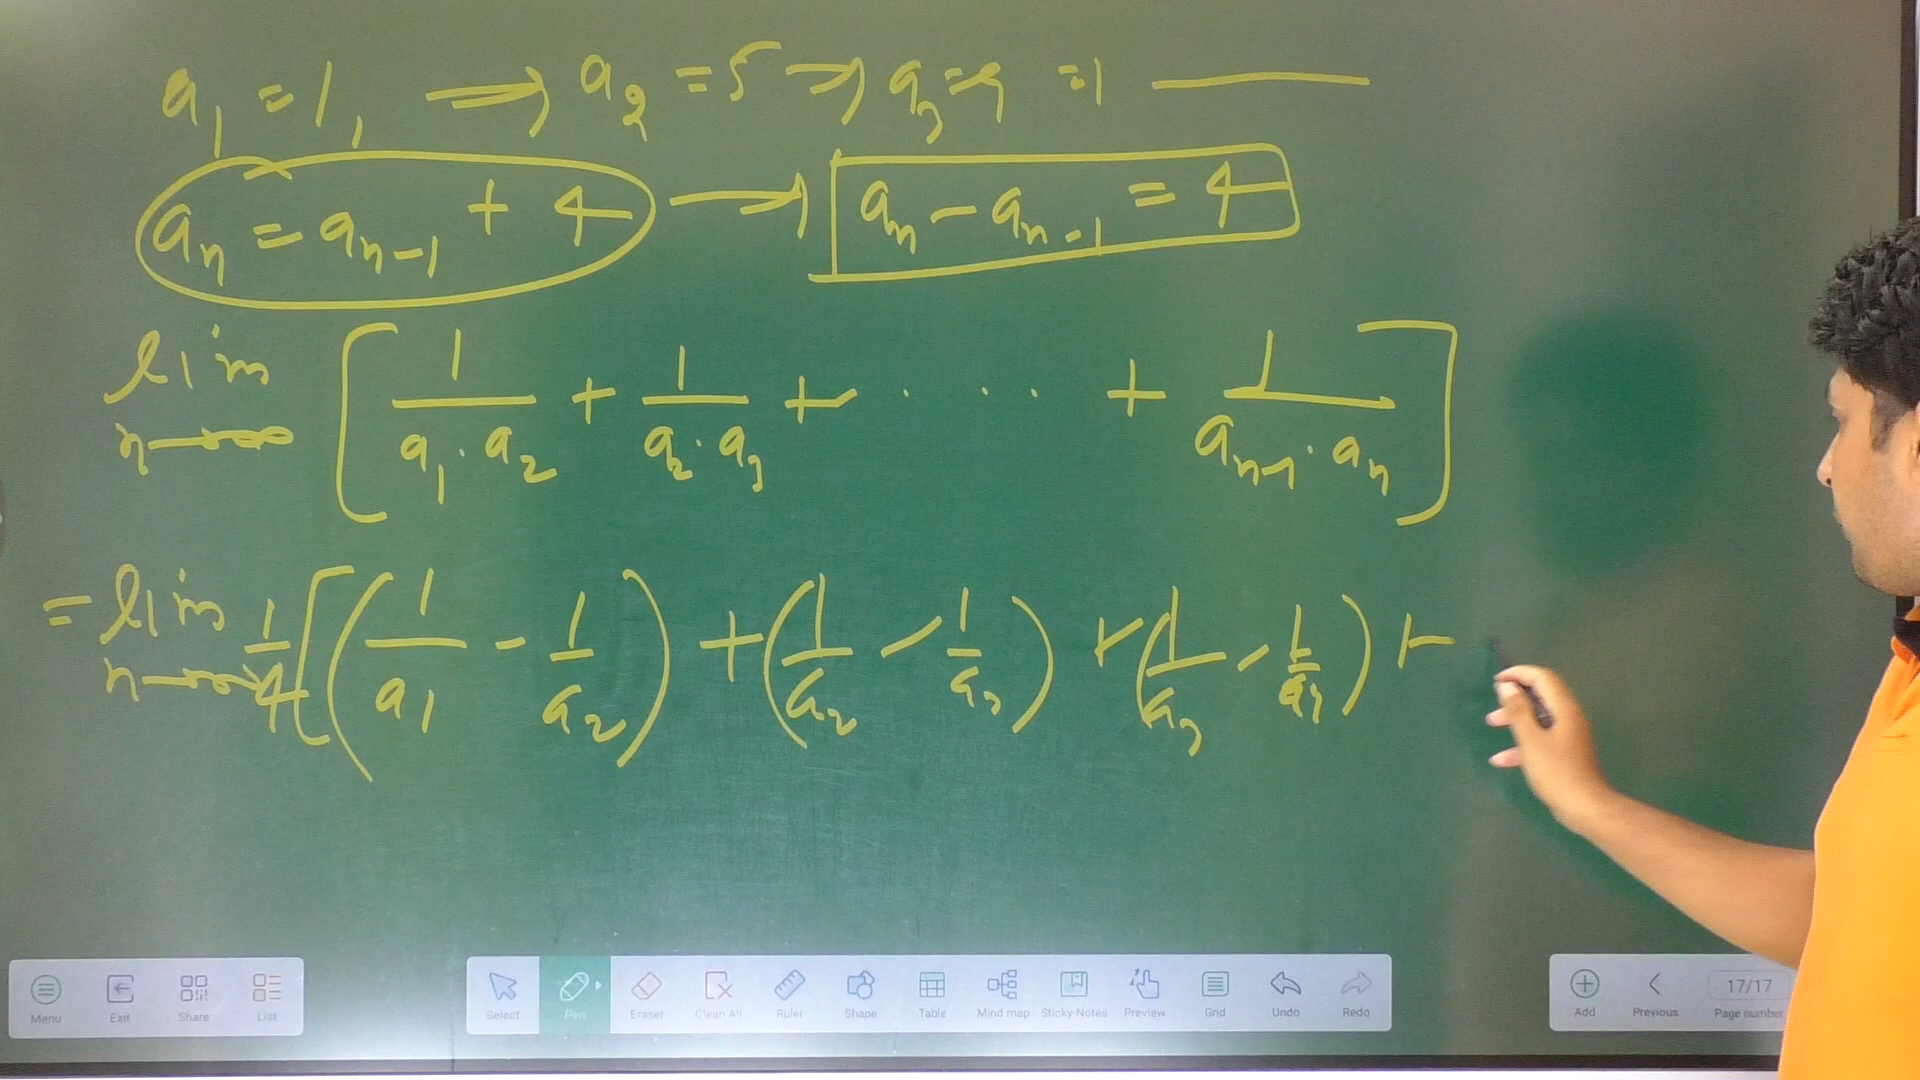 a₁ = 1, → a₂ = 5 → a₃ = 9 = 1 ———
aₙ = aₙ₋₁ + 4 → aₙ - aₙ₋₁ = 4
lim n→∞ [ 1/(a₁·a₂) + 1/(a₂·a₃) + · · · + 1/(aₙ₋₁·aₙ) ]
= lim n→∞ 1/4 [ (1/a₁ - 1/a₂) + (1/a₂ - 1/a₃) + (1/a₃ - 1/a₃) +
Menu Exit Share List Select Pen Eraser Clean All Ruler Shape Table Mind map Sticky-Notes Preview Grid Undo Redo Add Previous 17/17 Page number